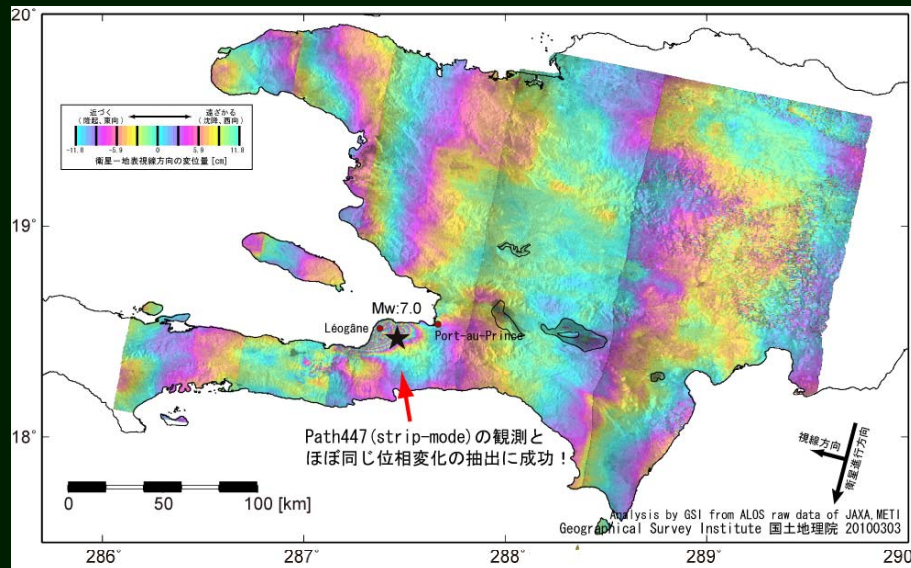 20°
近づく
(隆起、東向)
遠ざかる
(沈降、西向)
-11.8 -5.9 0 5.9 11.8
衛星－地表視線方向の変位量 [cm]
19°
Mw:7.0
Léogâne
Port-au-Prince
18°
Path447(strip-mode)の観測と
ほぼ同じ位相変化の抽出に成功！
視線方向
衛星進行方向
0 50 100 [km]
Analysis by GSI from ALOS raw data of JAXA,METI
Geographical Survey Institute 国土地理院 20100303
286° 287° 288° 289° 290